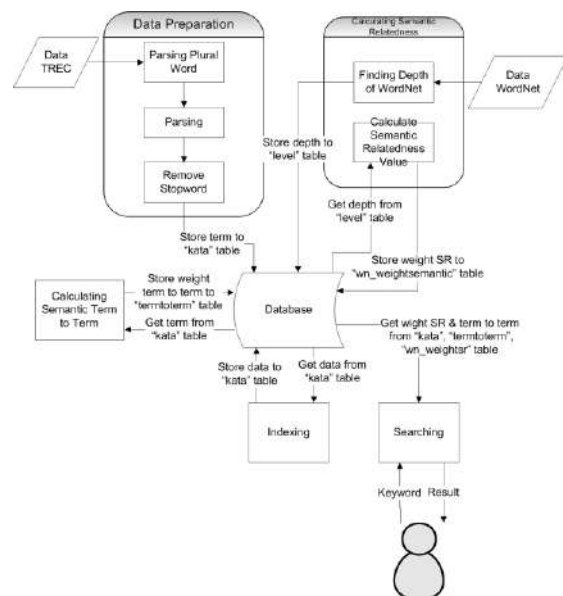 Data Preparation
Calculating Semantic
Relatedness
Data
TREC
Parsing Plural
Word
Finding Depth
of WordNet
Data
WordNet
Parsing
Calculate
Semantic
Relatedness
Value
Store depth to
"level" table
Remove
Stopword
Get depth from
"level" table
Store term to
"kata" table
Store weight SR to
"wn_weightsemantic" table
Store weight
term to term to
"termtoterm" table
Calculating
Semantic Term
to Term
Database
Get term from
"kata" table
Get wight SR & term to term
from "kata", "termtoterm",
"wn_weightsr" table
Store data to
"kata" table
Get data from
"kata" table
Indexing
Searching
Keyword
Result